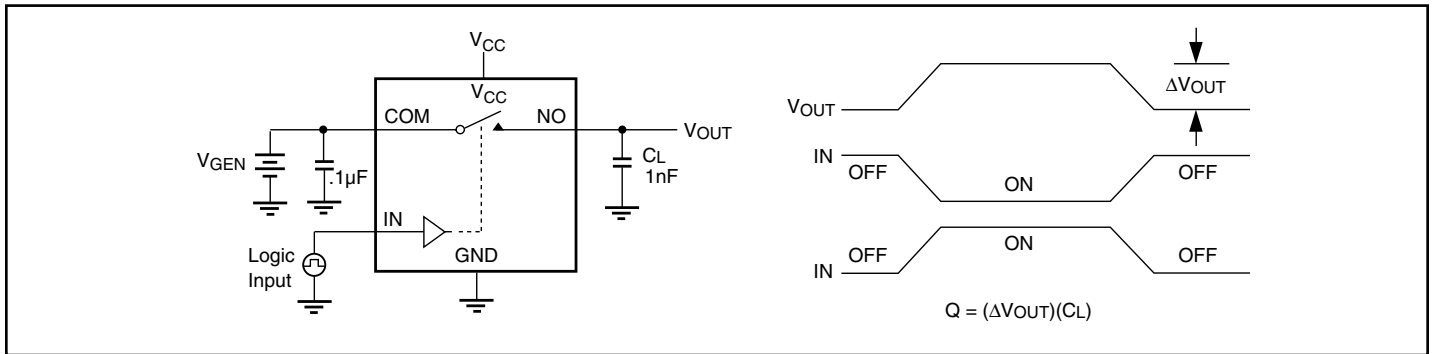 VCC
VCC
COM
NO
VOUT
VGEN
.1µF
CL
1nF
IN
Logic
Input
GND
VOUT
ΔVOUT
IN
OFF
ON
OFF
IN
OFF
ON
OFF
Q = (ΔVOUT)(CL)